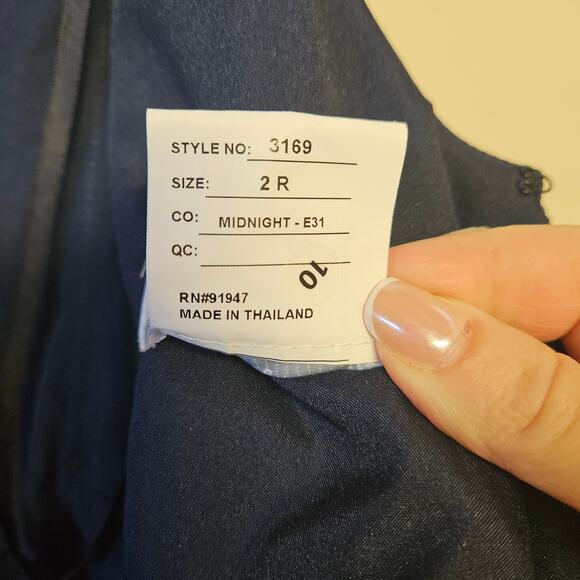 STYLE NO: 3169
SIZE: 2 R
CO: MIDNIGHT - E31
QC:
10
RN#91947
MADE IN THAILAND